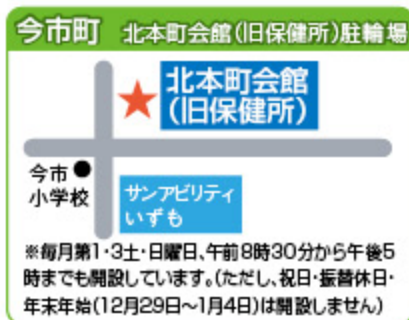 今市町 北本町会館(旧保健所)駐輪場
北本町会館
(旧保健所)
今市
小学校
サンアビリティ
いずも
※毎月第1・3土・日曜日、午前8時30分から午後5
時までも開設しています。(ただし、祝日・振替休日・
年末年始(12月29日〜1月4日)は開設しません)